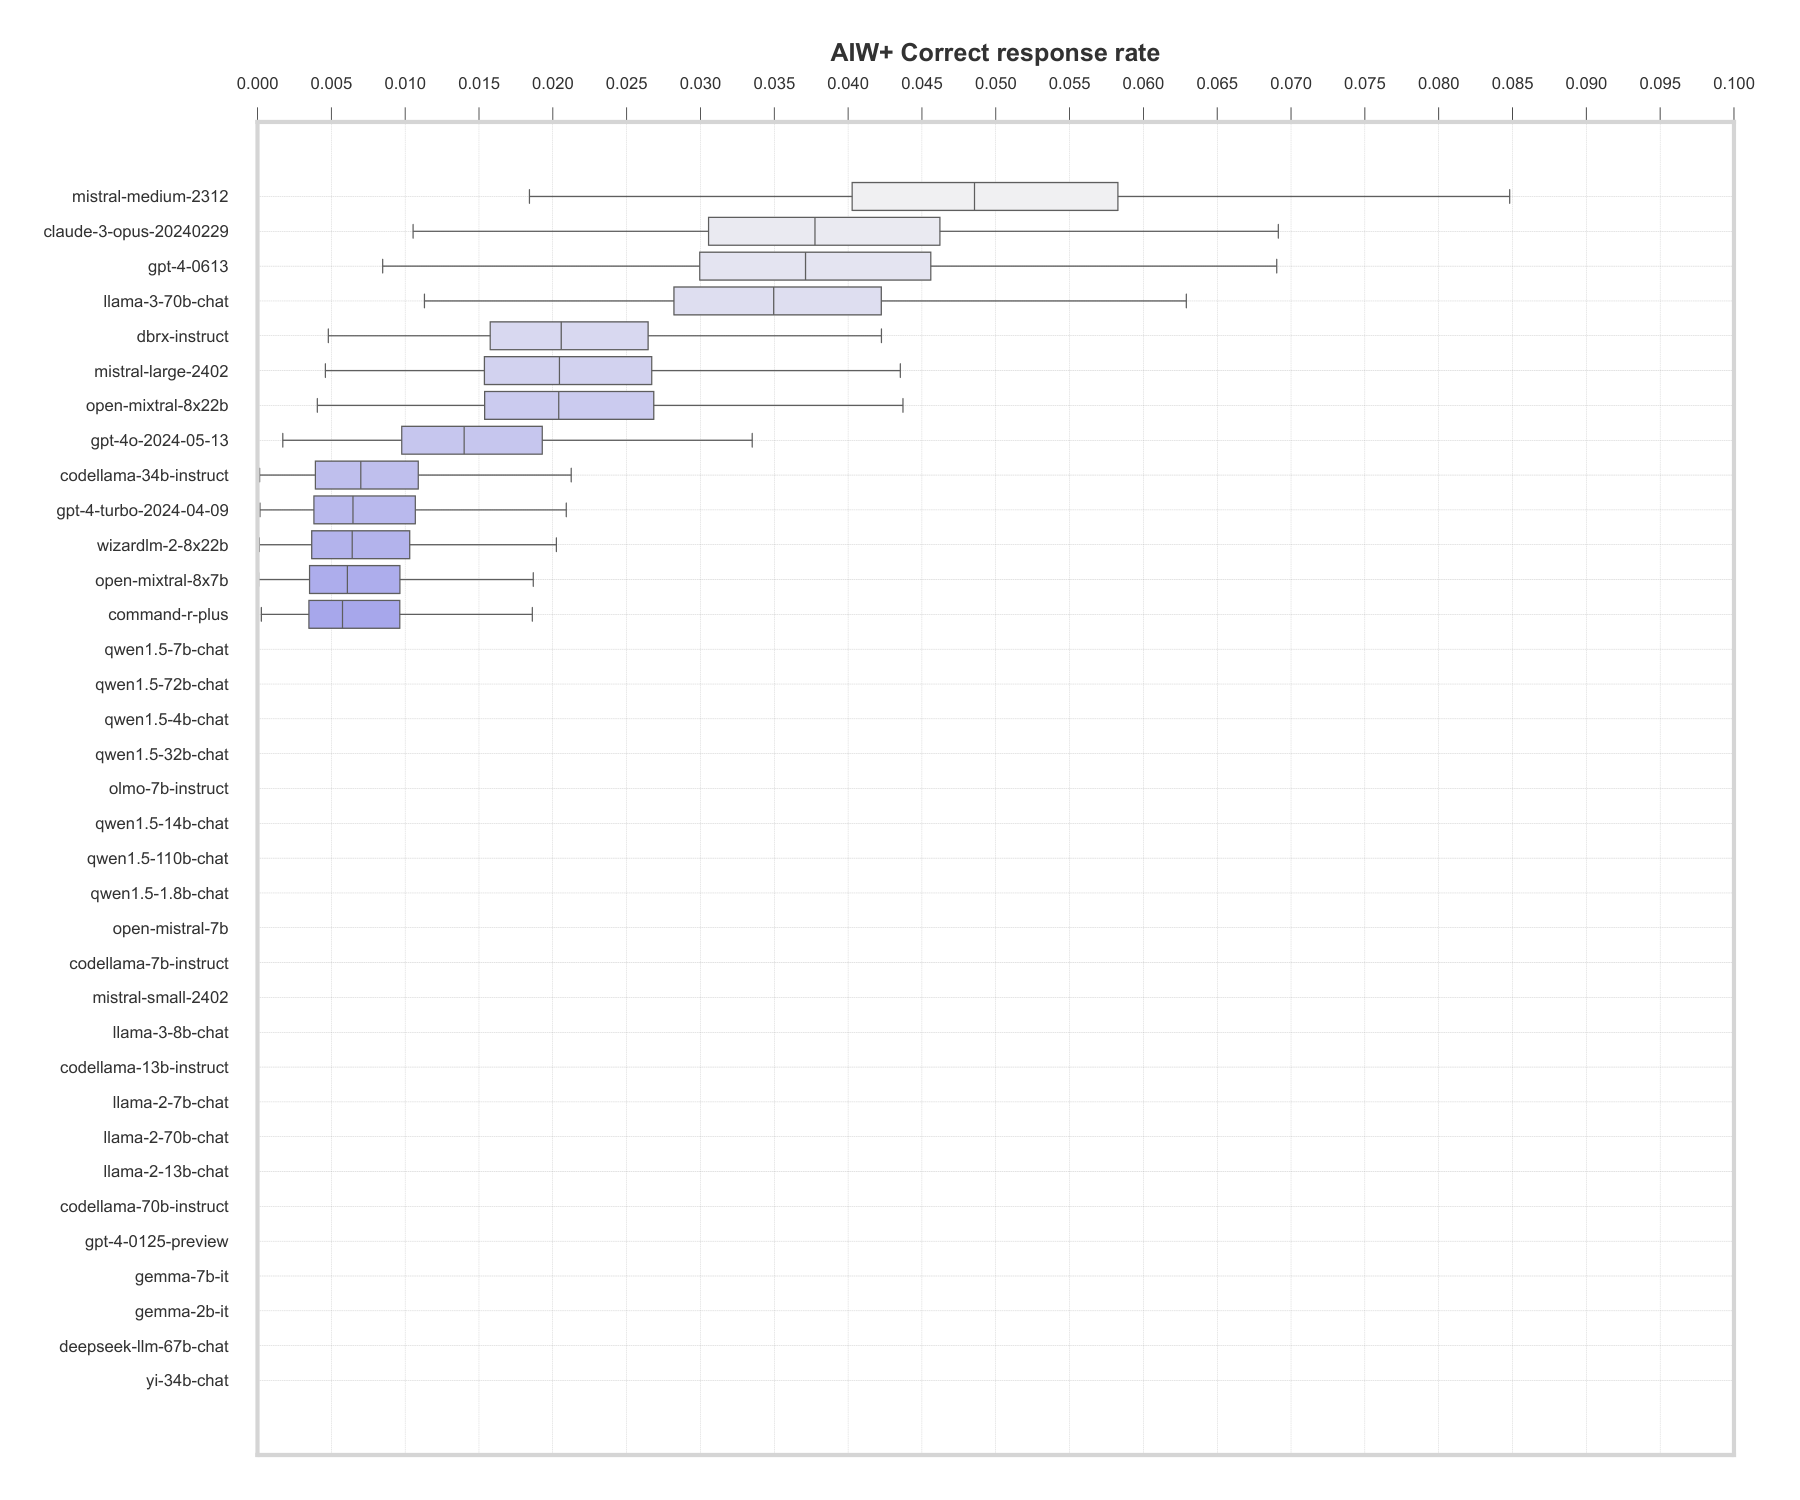 AIW+ Correct response rate
0.000 0.005 0.010 0.015 0.020 0.025 0.030 0.035 0.040 0.045 0.050 0.055 0.060 0.065 0.070 0.075 0.080 0.085 0.090 0.095 0.100
mistral-medium-2312
claude-3-opus-20240229
gpt-4-0613
llama-3-70b-chat
dbrx-instruct
mistral-large-2402
open-mixtral-8x22b
gpt-4o-2024-05-13
codellama-34b-instruct
gpt-4-turbo-2024-04-09
wizardlm-2-8x22b
open-mixtral-8x7b
command-r-plus
qwen1.5-7b-chat
qwen1.5-72b-chat
qwen1.5-4b-chat
qwen1.5-32b-chat
olmo-7b-instruct
qwen1.5-14b-chat
qwen1.5-110b-chat
qwen1.5-1.8b-chat
open-mistral-7b
codellama-7b-instruct
mistral-small-2402
llama-3-8b-chat
codellama-13b-instruct
llama-2-7b-chat
llama-2-70b-chat
llama-2-13b-chat
codellama-70b-instruct
gpt-4-0125-preview
gemma-7b-it
gemma-2b-it
deepseek-llm-67b-chat
yi-34b-chat